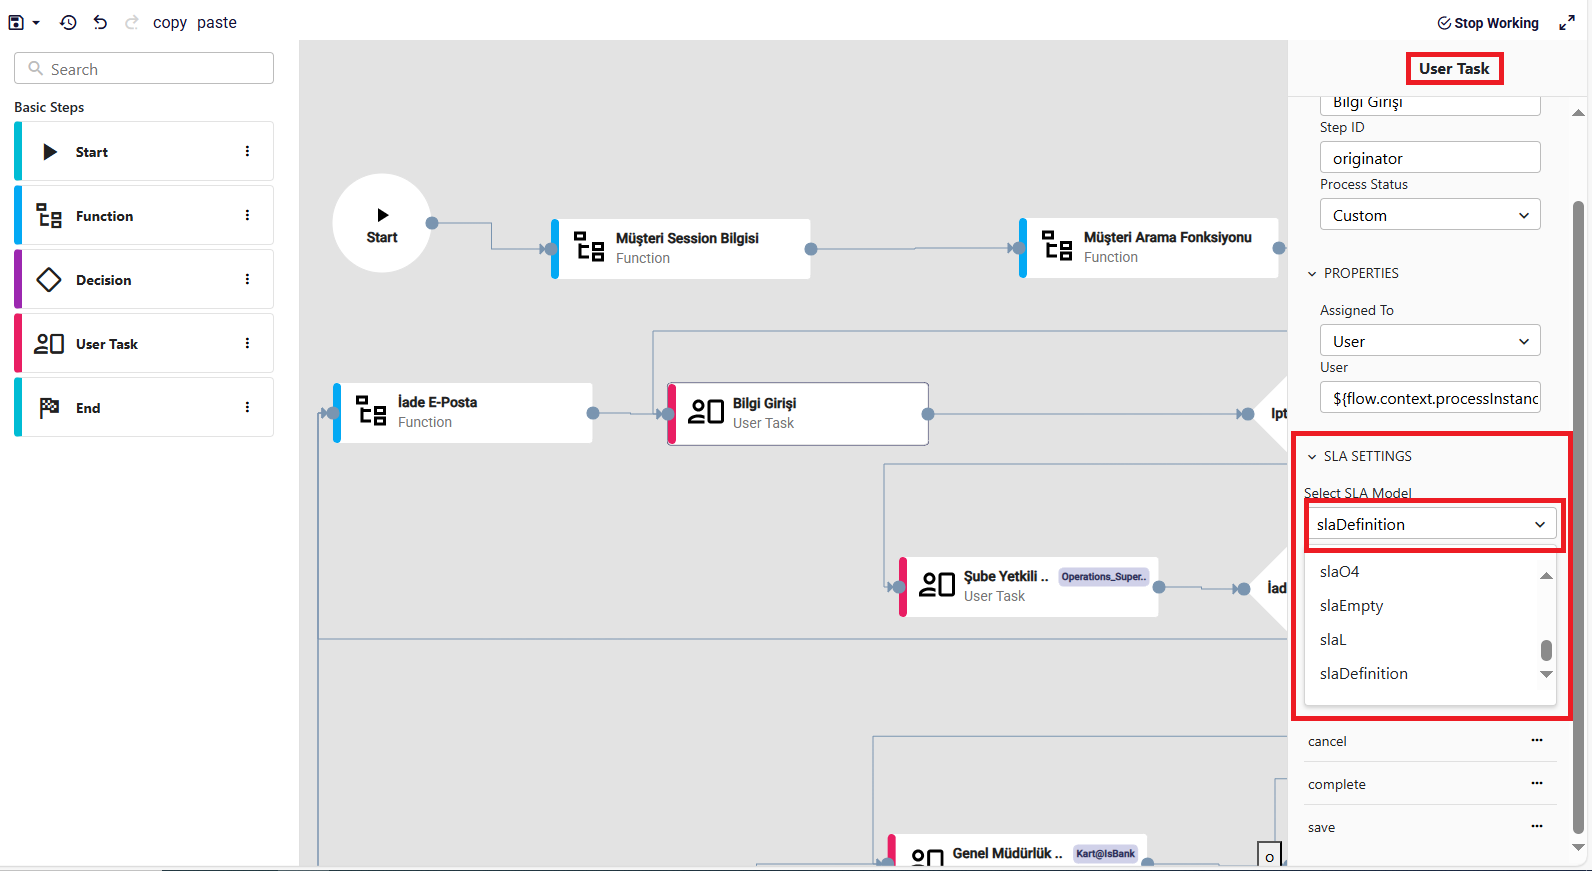 copy paste
Stop Working
Search
Basic Steps
Start
Function
Decision
User Task
End
Start
Müşteri Session Bilgisi
Function
Müşteri Arama Fonksiyonu
Function
İade E-Posta
Function
Bilgi Girişi
User Task
Ipt
Şube Yetkili ..
Operations_Super..
User Task
İad
Genel Müdürlük ..
Kart@IsBank
User Task
Bilgi Girişi
Step ID
originator
Process Status
Custom
PROPERTIES
Assigned To
User
User
${flow.context.processInstanc
SLA SETTINGS
Select SLA Model
slaDefinition
slaO4
slaEmpty
slaL
slaDefinition
cancel
complete
save